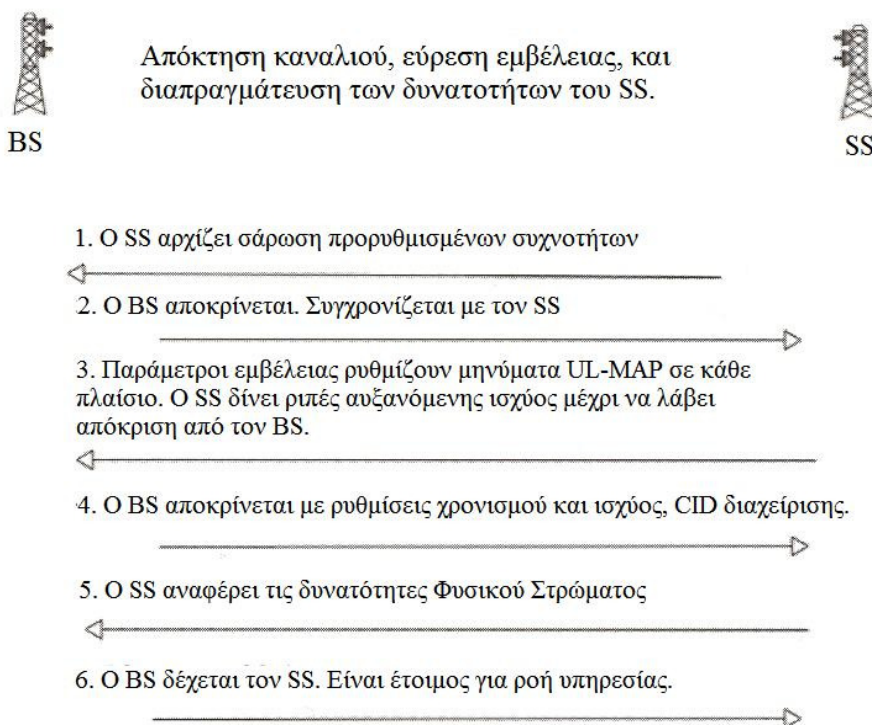 Απόκτηση καναλιού, εύρεση εμβέλειας, και
διαπραγμάτευση των δυνατοτήτων του SS.
BS
SS
1. Ο SS αρχίζει σάρωση προρυθμισμένων συχνοτήτων
2. Ο BS αποκρίνεται. Συγχρονίζεται με τον SS
3. Παράμετροι εμβέλειας ρυθμίζουν μηνύματα UL-MAP σε κάθε
πλαίσιο. Ο SS δίνει ριπές αυξανόμενης ισχύος μέχρι να λάβει
απόκριση από τον BS.
4. Ο BS αποκρίνεται με ρυθμίσεις χρονισμού και ισχύος, CID διαχείρισης.
5. Ο SS αναφέρει τις δυνατότητες Φυσικού Στρώματος
6. Ο BS δέχεται τον SS. Είναι έτοιμος για ροή υπηρεσίας.